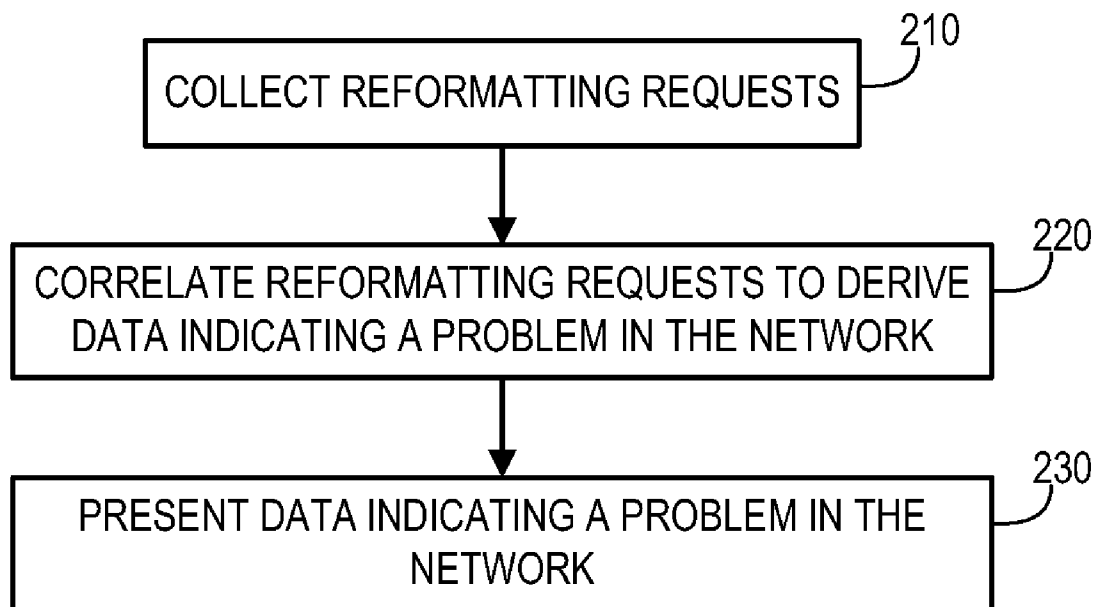 210
COLLECT REFORMATTING REQUESTS
220
CORRELATE REFORMATTING REQUESTS TO DERIVE
DATA INDICATING A PROBLEM IN THE NETWORK
230
PRESENT DATA INDICATING A PROBLEM IN THE
NETWORK